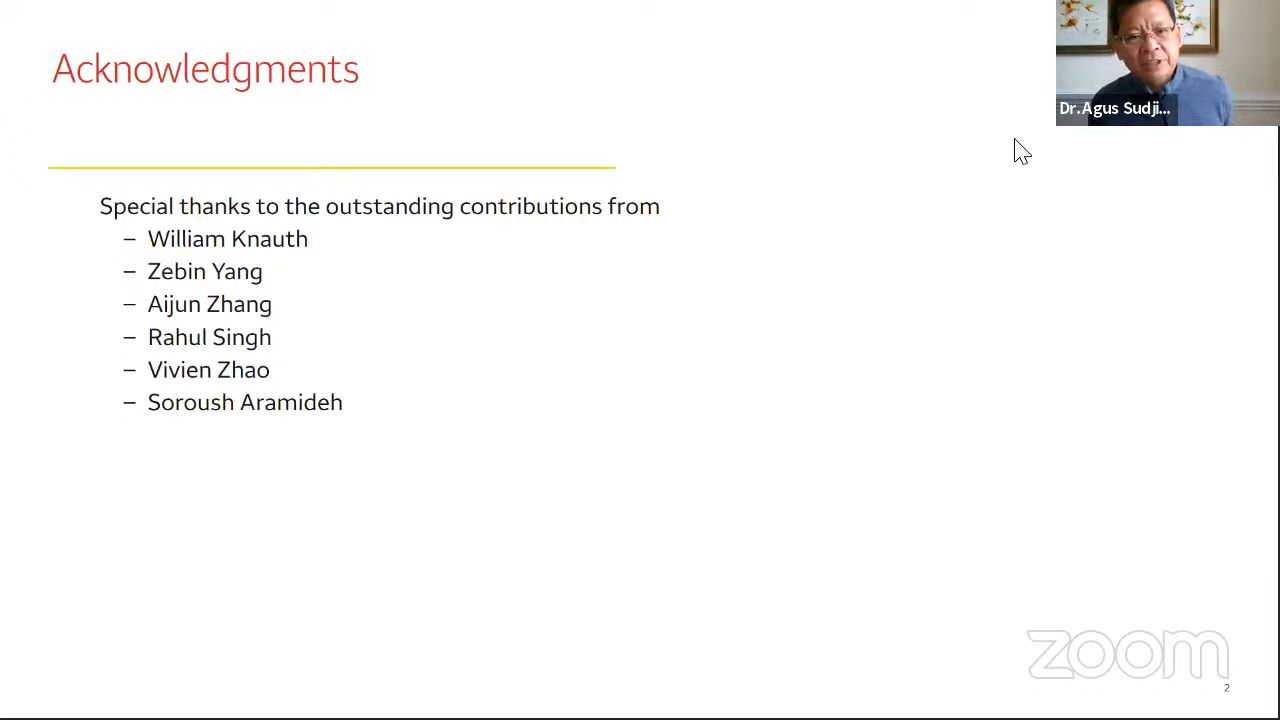 Acknowledgments
Dr.Agus Sudji...
Special thanks to the outstanding contributions from
– William Knauth
– Zebin Yang
– Aijun Zhang
– Rahul Singh
– Vivien Zhao
– Soroush Aramideh
zoom
2